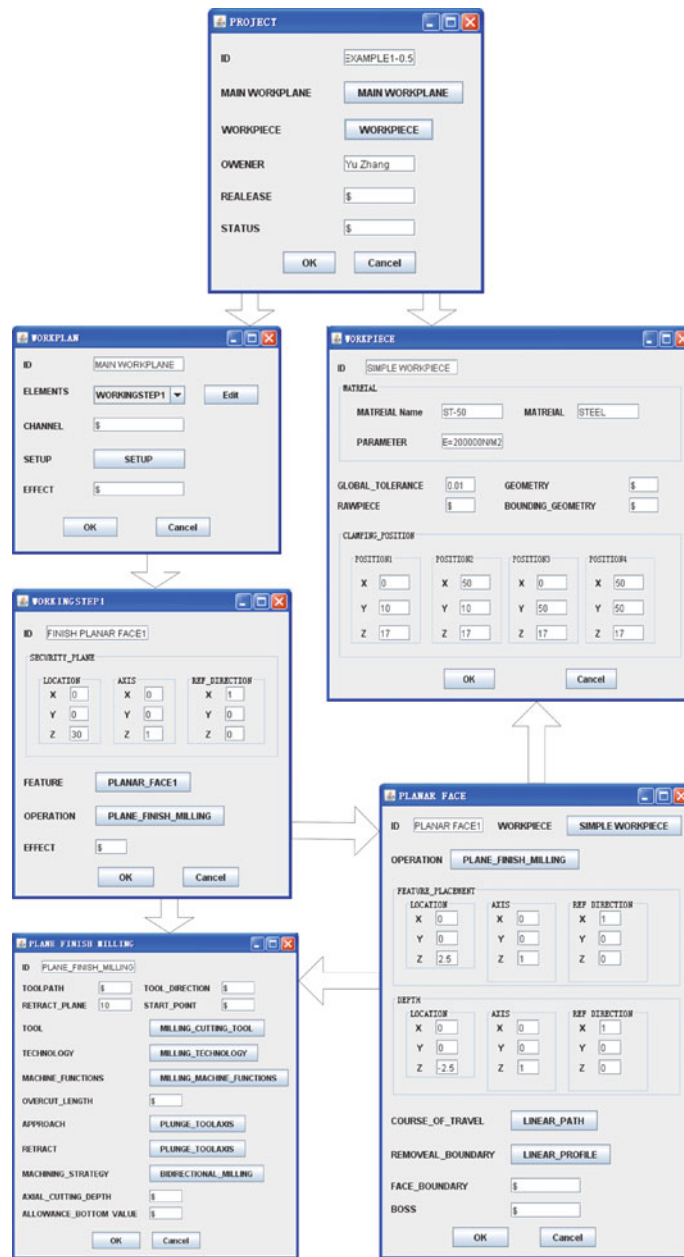 PROJECT
ID EXAMPLE1-0.5
MAIN WORKPLANE MAIN WORKPLANE
WORKPIECE WORKPIECE
OWENER Yu Zhang
REALEASE $
STATUS $
OK Cancel
WORKPLAN
ID MAIN WORKPLANE
ELEMENTS WORKINGSTEP1 Edit
CHANNEL $
SETUP SETUP
EFFECT $
OK Cancel
WORKPIECE
ID SIMPLE WORKPIECE
MATREIAL
MATREIAL Name ST-50 MATREIAL STEEL
PARAMETER E=200000N/M2
GLOBAL_TOLERANCE 0.01 GEOMETRY $
RAWPIECE $ BOUNDING_GEOMETRY $
CLAMPING_POSITION
POSITION1 POSITION2 POSITION3 POSITION4
X 0 X 50 X 0 X 50
Y 10 Y 10 Y 50 Y 50
Z 17 Z 17 Z 17 Z 17
OK Cancel
WORKINGSTEP1
ID FINISH PLANAR FACE1
SECURITY_PLANE
LOCATION AXIS REF_DIRECTION
X 0 X 0 X 1
Y 0 Y 0 Y 0
Z 30 Z 1 Z 0
FEATURE PLANAR_FACE1
OPERATION PLANE_FINISH_MILLING
EFFECT $
OK Cancel
PLANAR FACE
ID PLANAR FACE1 WORKPIECE SIMPLE WORKPIECE
OPERATION PLANE_FINISH_MILLING
FEATURE_PLACEMENT
LOCATION AXIS REF DIRECTION
X 0 X 0 X 1
Y 0 Y 0 Y 0
Z 2.5 Z 1 Z 0
DEPTH
LOCATION AXIS REF DIRECTION
X 0 X 0 X 1
Y 0 Y 0 Y 0
Z -2.5 Z 1 Z 0
COURSE_OF_TRAVEL LINEAR_PATH
REMOVEAL_BOUNDARY LINEAR_PROFILE
FACE_BOUNDARY $
BOSS $
OK Cancel
PLANE FINISH MILLING
ID PLANE_FINISH_MILLING
TOOLPATH $ TOOL_DIRECTION $
RETRACT_PLANE 10 START_POINT $
TOOL MILLING_CUTTING_TOOL
TECHNOLOGY MILLING_TECHNOLOGY
MACHINE_FUNCTIONS MILLING_MACHINE_FUNCTIONS
OVERCUT_LENGTH $
APPROACH PLUNGE_TOOLAXIS
RETRACT PLUNGE_TOOLAXIS
MACHINING_STRATEGY BIDIRECTIONAL_MILLING
AXIAL_CUTTING_DEPTH $
ALLOWANCE_BOTTOM VALUE $
OK Cancel